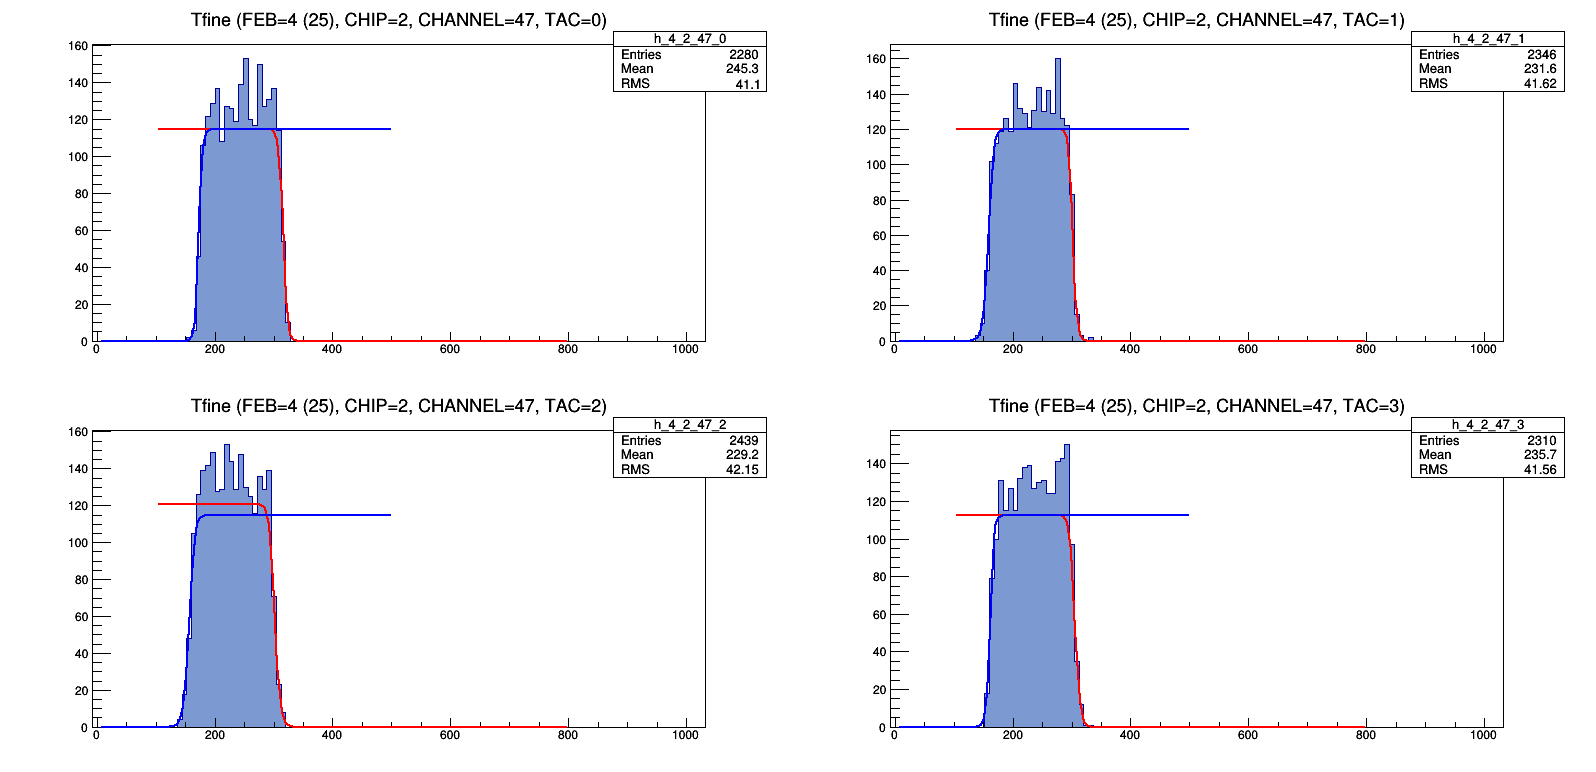 Tfine (FEB=4 (25), CHIP=2, CHANNEL=47, TAC=0)
h_4_2_47_0
Entries 2280
Mean 245.3
RMS 41.1
160
140
120
100
80
60
40
20
0
0 200 400 600 800 1000
Tfine (FEB=4 (25), CHIP=2, CHANNEL=47, TAC=1)
h_4_2_47_1
Entries 2346
Mean 231.6
RMS 41.62
160
140
120
100
80
60
40
20
0
0 200 400 600 800 1000
Tfine (FEB=4 (25), CHIP=2, CHANNEL=47, TAC=2)
h_4_2_47_2
Entries 2439
Mean 229.2
RMS 42.15
160
140
120
100
80
60
40
20
0
0 200 400 600 800 1000
Tfine (FEB=4 (25), CHIP=2, CHANNEL=47, TAC=3)
h_4_2_47_3
Entries 2310
Mean 235.7
RMS 41.56
140
120
100
80
60
40
20
0
0 200 400 600 800 1000